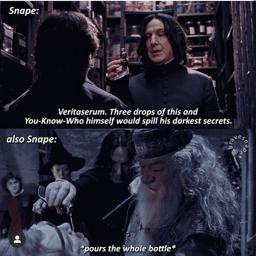 Snape:
Veritaserum. Three drops of this and
You-Know-Who himself would spill his darkest secrets.
also Snape:
*pours the whole bottle*